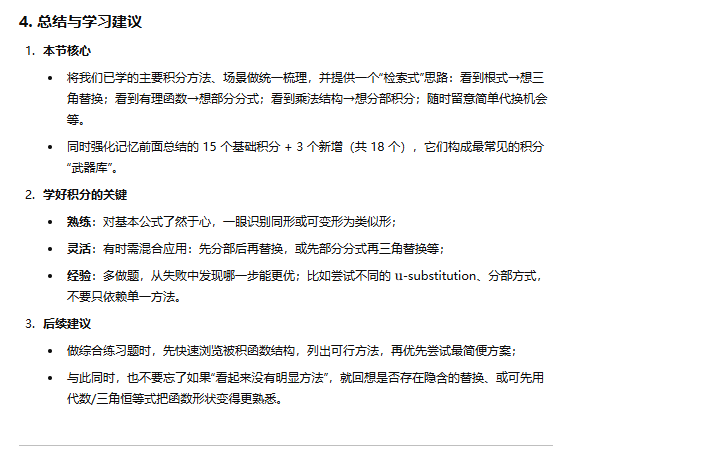 4. 总结与学习建议
1. 本节核心
• 将我们已学的主要积分方法、场景做统一梳理，并提供一个“检索式”思路：看到根式→想三
角替换；看到有理函数→想部分分式；看到乘法结构→想分部积分；随时留意简单代换机会
等。
• 同时强化记忆前面总结的 15 个基础积分 + 3 个新增（共 18 个），它们构成最常见的积分
“武器库”。
2. 学好积分的关键
• 熟练：对基本公式了然于心，一眼识别同形或可变形为类似形；
• 灵活：有时需混合应用：先分部后再替换，或先部分分式再三角替换等；
• 经验：多做题，从失败中发现哪一步能更优；比如尝试不同的 u-substitution、分部方式，
不要只依赖单一方法。
3. 后续建议
• 做综合练习题时，先快速浏览被积函数结构，列出可行方法，再优先尝试最简便方案；
• 与此同时，也不要忘了如果“看起来没有明显方法”，就回想是否存在隐含的替换、或可先用
代数/三角恒等式把函数形状变得更熟悉。